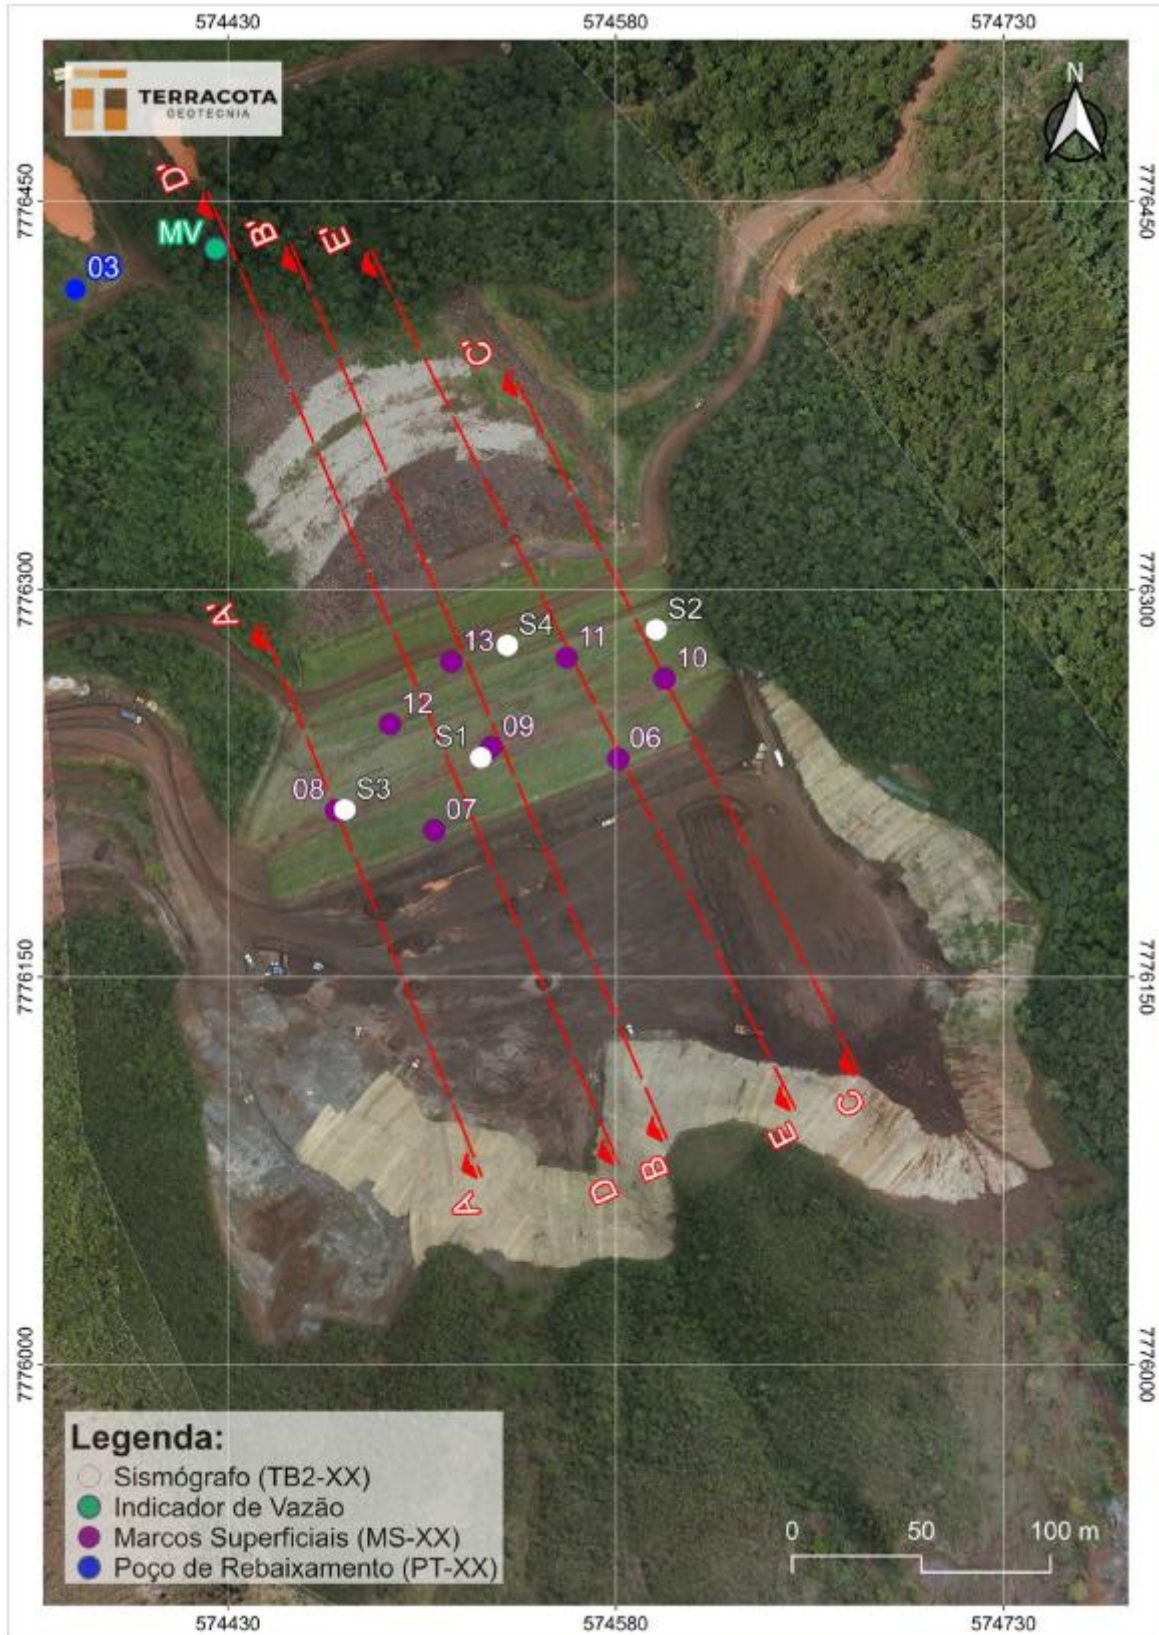 574430 574580 574730
N
TERRACOTA
GEOTECNIA
7776450 7776450
D'
B'
E'
MV
03
C'
7776300 7776300
A'
S2
S4
13
11
10
12
09
S1
06
08 S3
07
7776150 7776150
C
E
B
D
A
7776000 7776000
Legenda:
Sismógrafo (TB2-XX)
Indicador de Vazão
Marcos Superficiais (MS-XX)
Poço de Rebaixamento (PT-XX)
0 50 100 m
574430 574580 574730